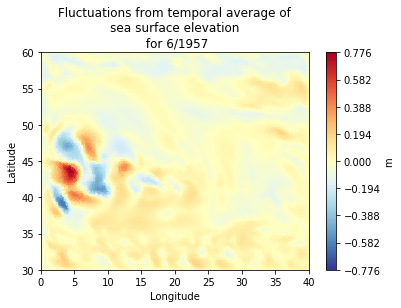 Fluctuations from temporal average of
sea surface elevation
for 6/1957
60
55
50
45
40
35
30
Latitude
0 5 10 15 20 25 30 35 40
Longitude
0.776
0.582
0.388
0.194
0.000
−0.194
−0.388
−0.582
−0.776
m